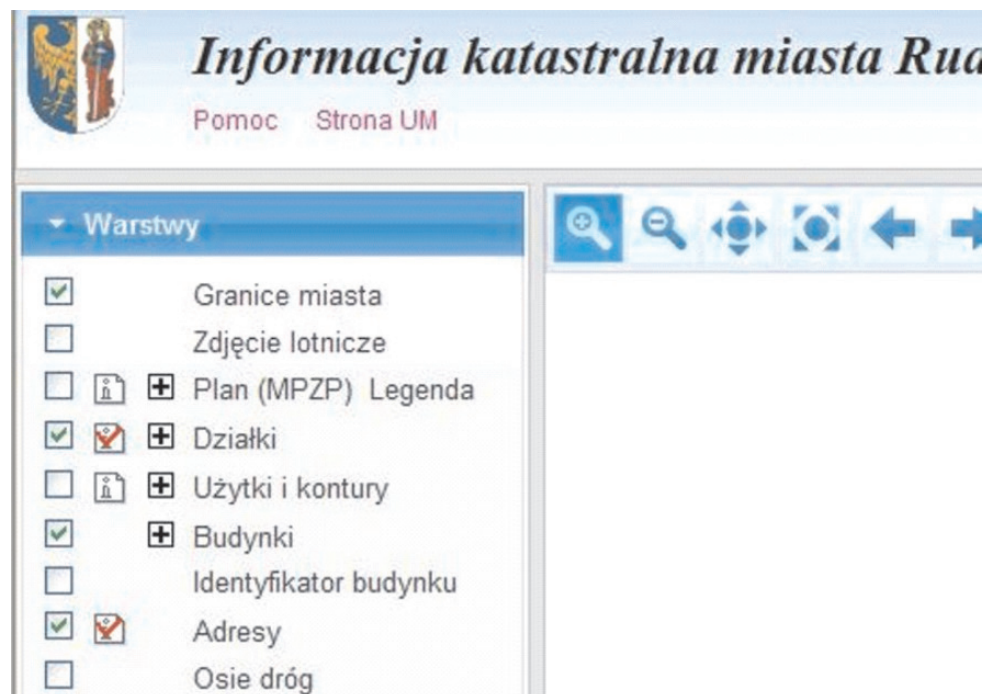 Informacja katastralna miasta
Pomoc Strona UM
Warstwy
Granice miasta
Zdjęcie lotnicze
Plan (MPZP) Legenda
Działki
Użytki i kontury
Budynki
Identyfikator budynku
Adresy
Osie dróg